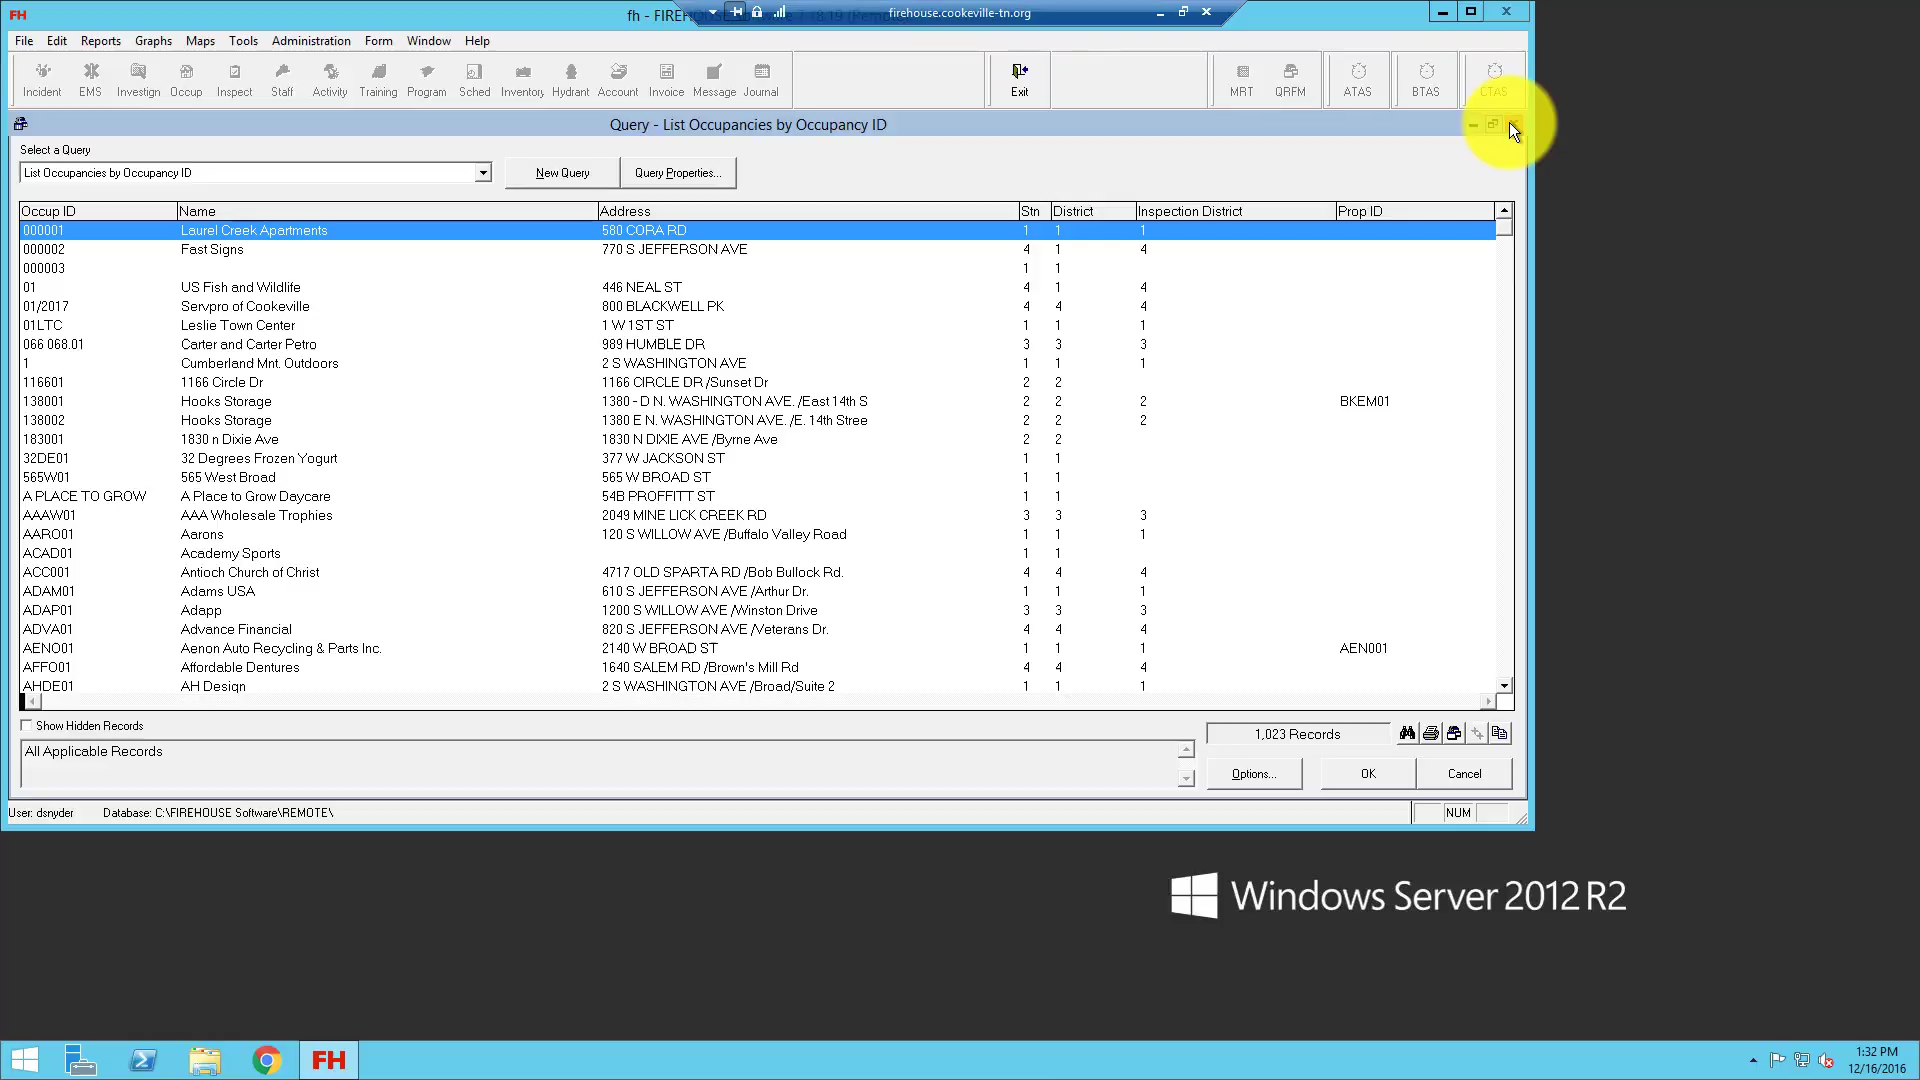 FH
fh - FIREHOUSE
firehouse.cookeville-tn.org
File Edit Reports Graphs Maps Tools Administration Form Window Help
Incident EMS Investign Occup Inspect Staff Activity Training Program Sched Inventory Hydrant Account Invoice Message Journal Exit MRT QRFM ATAS BTAS CTAS
Query - List Occupancies by Occupancy ID
Select a Query
List Occupancies by Occupancy ID New Query Query Properties...
Occup ID Name Address Stn District Inspection District Prop ID
000001 Laurel Creek Apartments 580 CORA RD 1 1 1
000002 Fast Signs 770 S JEFFERSON AVE 4 1 4
000003 1 1
01 US Fish and Wildlife 446 NEAL ST 4 1 4
01/2017 Servpro of Cookeville 800 BLACKWELL PK 4 4 4
01LTC Leslie Town Center 1 W 1ST ST 1 1 1
066 068.01 Carter and Carter Petro 989 HUMBLE DR 3 3 3
1 Cumberland Mnt. Outdoors 2 S WASHINGTON AVE 1 1 1
116601 1166 Circle Dr 1166 CIRCLE DR /Sunset Dr 2 2
138001 Hooks Storage 1380 - D N. WASHINGTON AVE. /East 14th S 2 2 2 BKEM01
138002 Hooks Storage 1380 E N. WASHINGTON AVE. /E. 14th Stree 2 2 2
183001 1830 n Dixie Ave 1830 N DIXIE AVE /Byrne Ave 2 2
32DE01 32 Degrees Frozen Yogurt 377 W JACKSON ST 1 1
565W01 565 West Broad 565 W BROAD ST 1 1
A PLACE TO GROW A Place to Grow Daycare 54B PROFFITT ST 1 1
AAAW01 AAA Wholesale Trophies 2049 MINE LICK CREEK RD 3 3 3
AARO01 Aarons 120 S WILLOW AVE /Buffalo Valley Road 1 1 1
ACAD01 Academy Sports 1 1
ACC001 Antioch Church of Christ 4717 OLD SPARTA RD /Bob Bullock Rd. 4 4 4
ADAM01 Adams USA 610 S JEFFERSON AVE /Arthur Dr. 1 1 1
ADAP01 Adapp 1200 S WILLOW AVE /Winston Drive 3 3 3
ADVA01 Advance Financial 820 S JEFFERSON AVE /Veterans Dr. 4 4 4
AENO01 Aenon Auto Recycling & Parts Inc. 2140 W BROAD ST 1 1 1 AEN001
AFFO01 Affordable Dentures 1640 SALEM RD /Brown's Mill Rd 4 4 4
AHDE01 AH Design 2 S WASHINGTON AVE /Broad/Suite 2 1 1 1
Show Hidden Records
1,023 Records
All Applicable Records
Options... OK Cancel
User: dsnyder Database: C:\FIREHOUSE Software\REMOTE\ NUM
Windows Server 2012 R2
FH
1:32 PM
12/16/2016